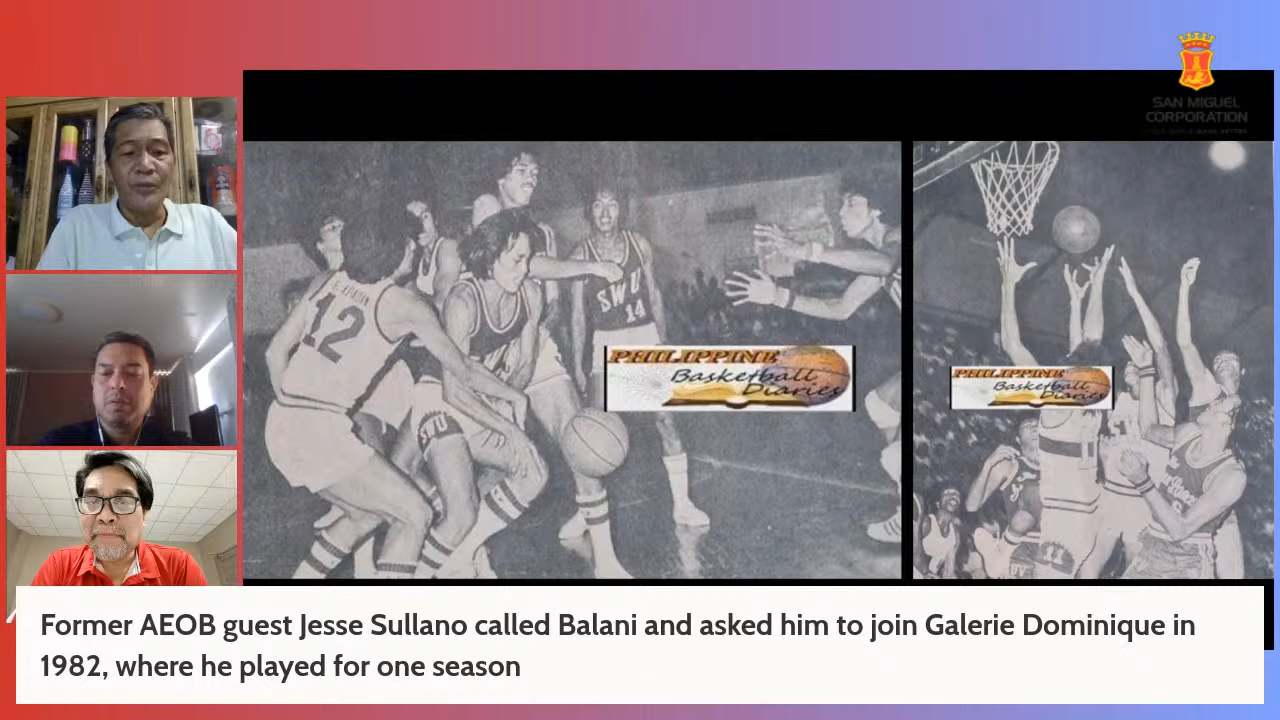 SAN MIGUEL
CORPORATION
12
SWU
14
SWU
PHILIPPINE
Basketball
Diaries
PHILIPPINE
Basketball
Diaries
Former AEOB guest Jesse Sullano called Balani and asked him to join Galerie Dominique in
1982, where he played for one season